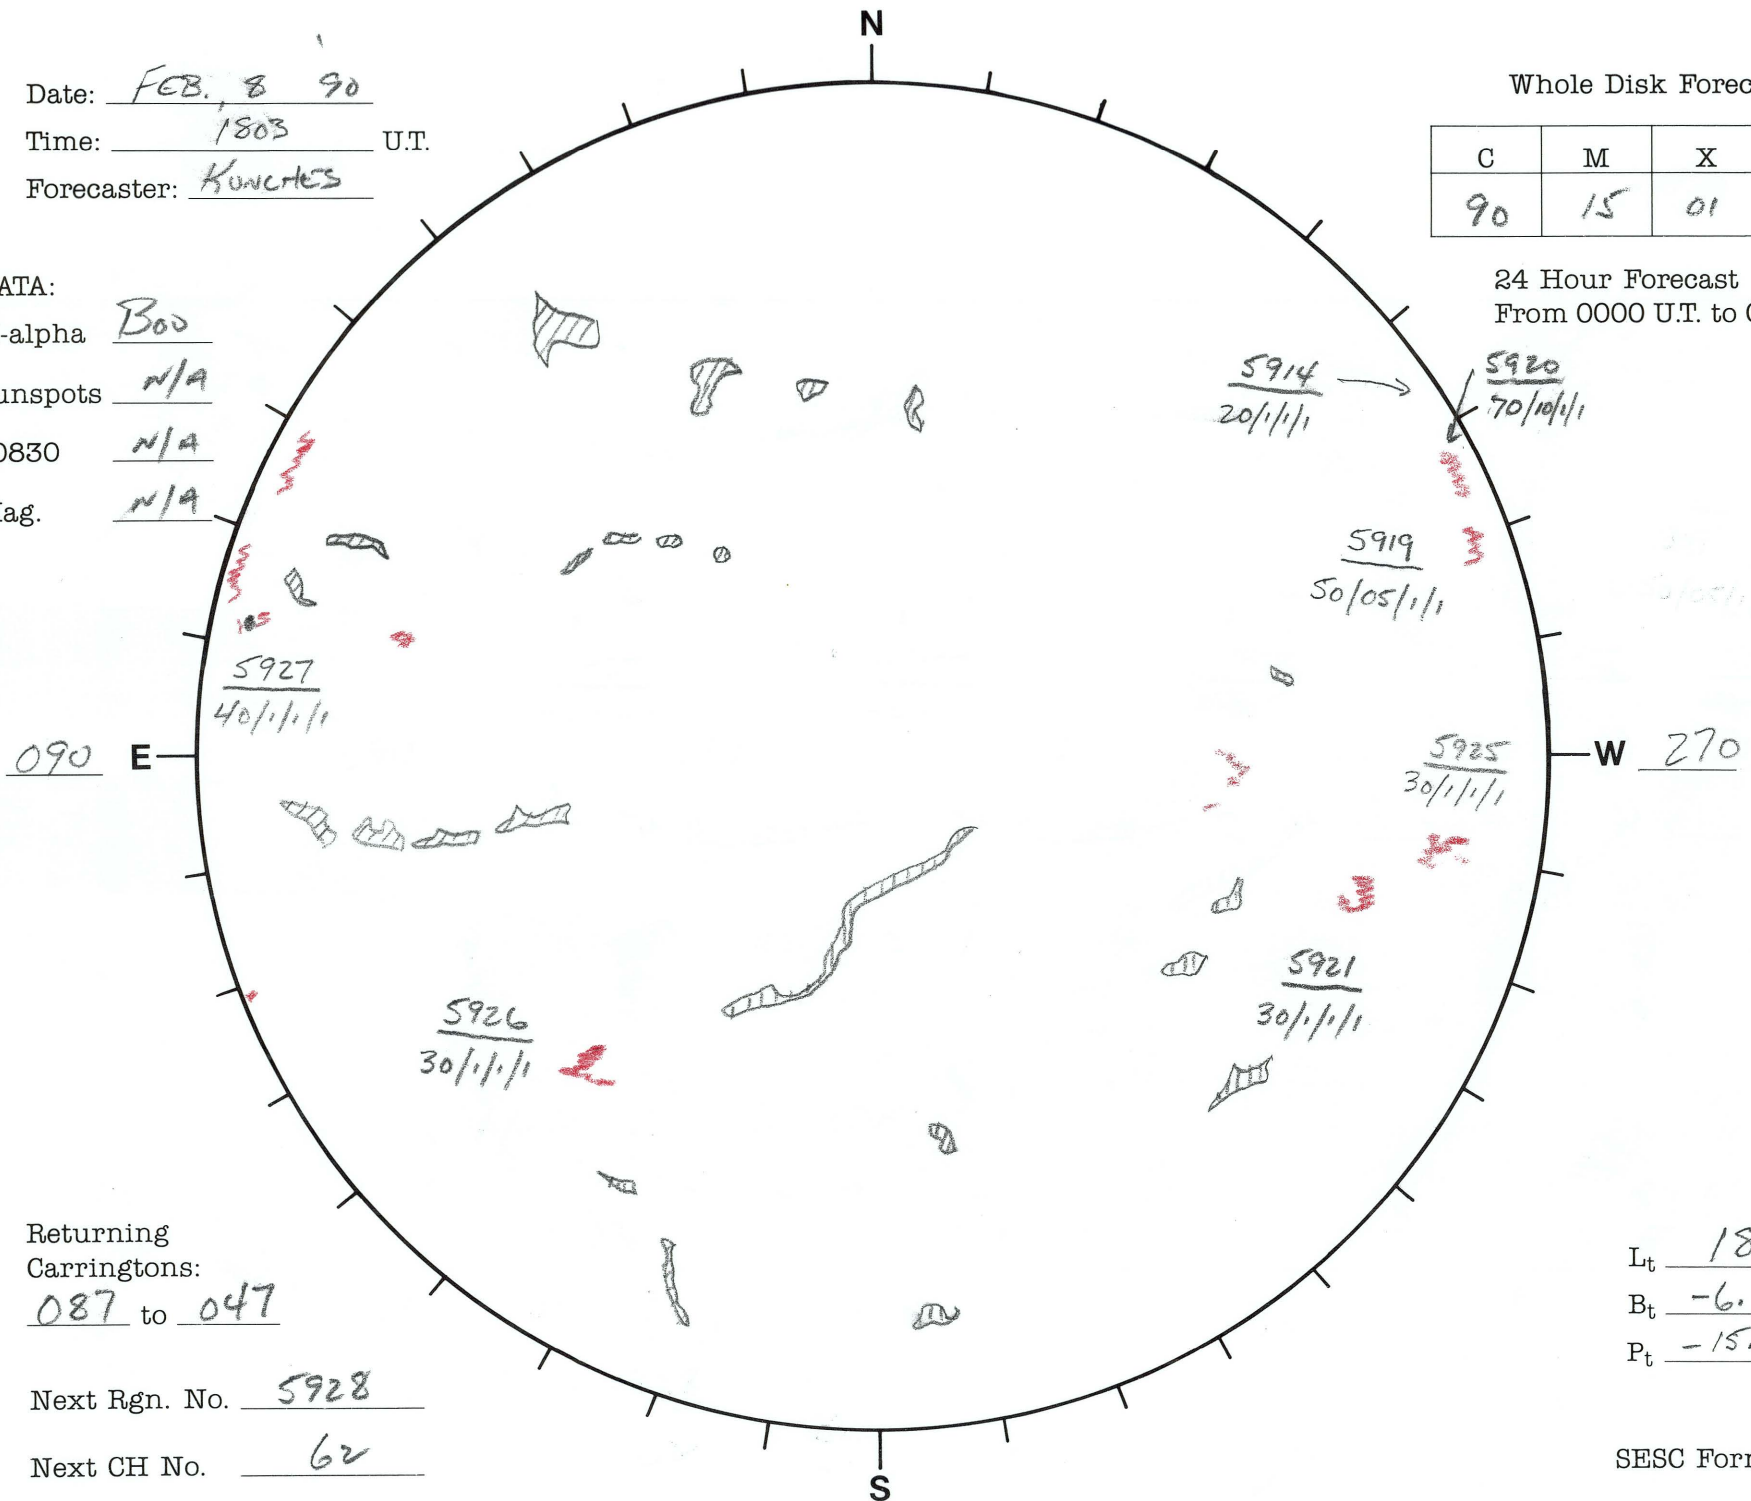 N
Date: FEB., 8 90
Time: 1803 U.T.
Forecaster: KUNCHES
Whole Disk Forec
C M X
90 15 01
24 Hour Forecast
From 0000 U.T. to
ATA:
-alpha Bou
unspots N/A
0830 N/A
Mag. N/A
5914
20/1/1/1
5920
70/10/1/1
5919
50/05/1/1
5927
40/1/1/1
090 E
W 270
5925
30/1/1/1
5921
30/1/1/1
5926
30/1/1/1
Returning
Carringtons:
087 to 047
Next Rgn. No. 5928
Next CH No. 62
Lt 18
Bt -6.
Pt -15.
S
SESC For